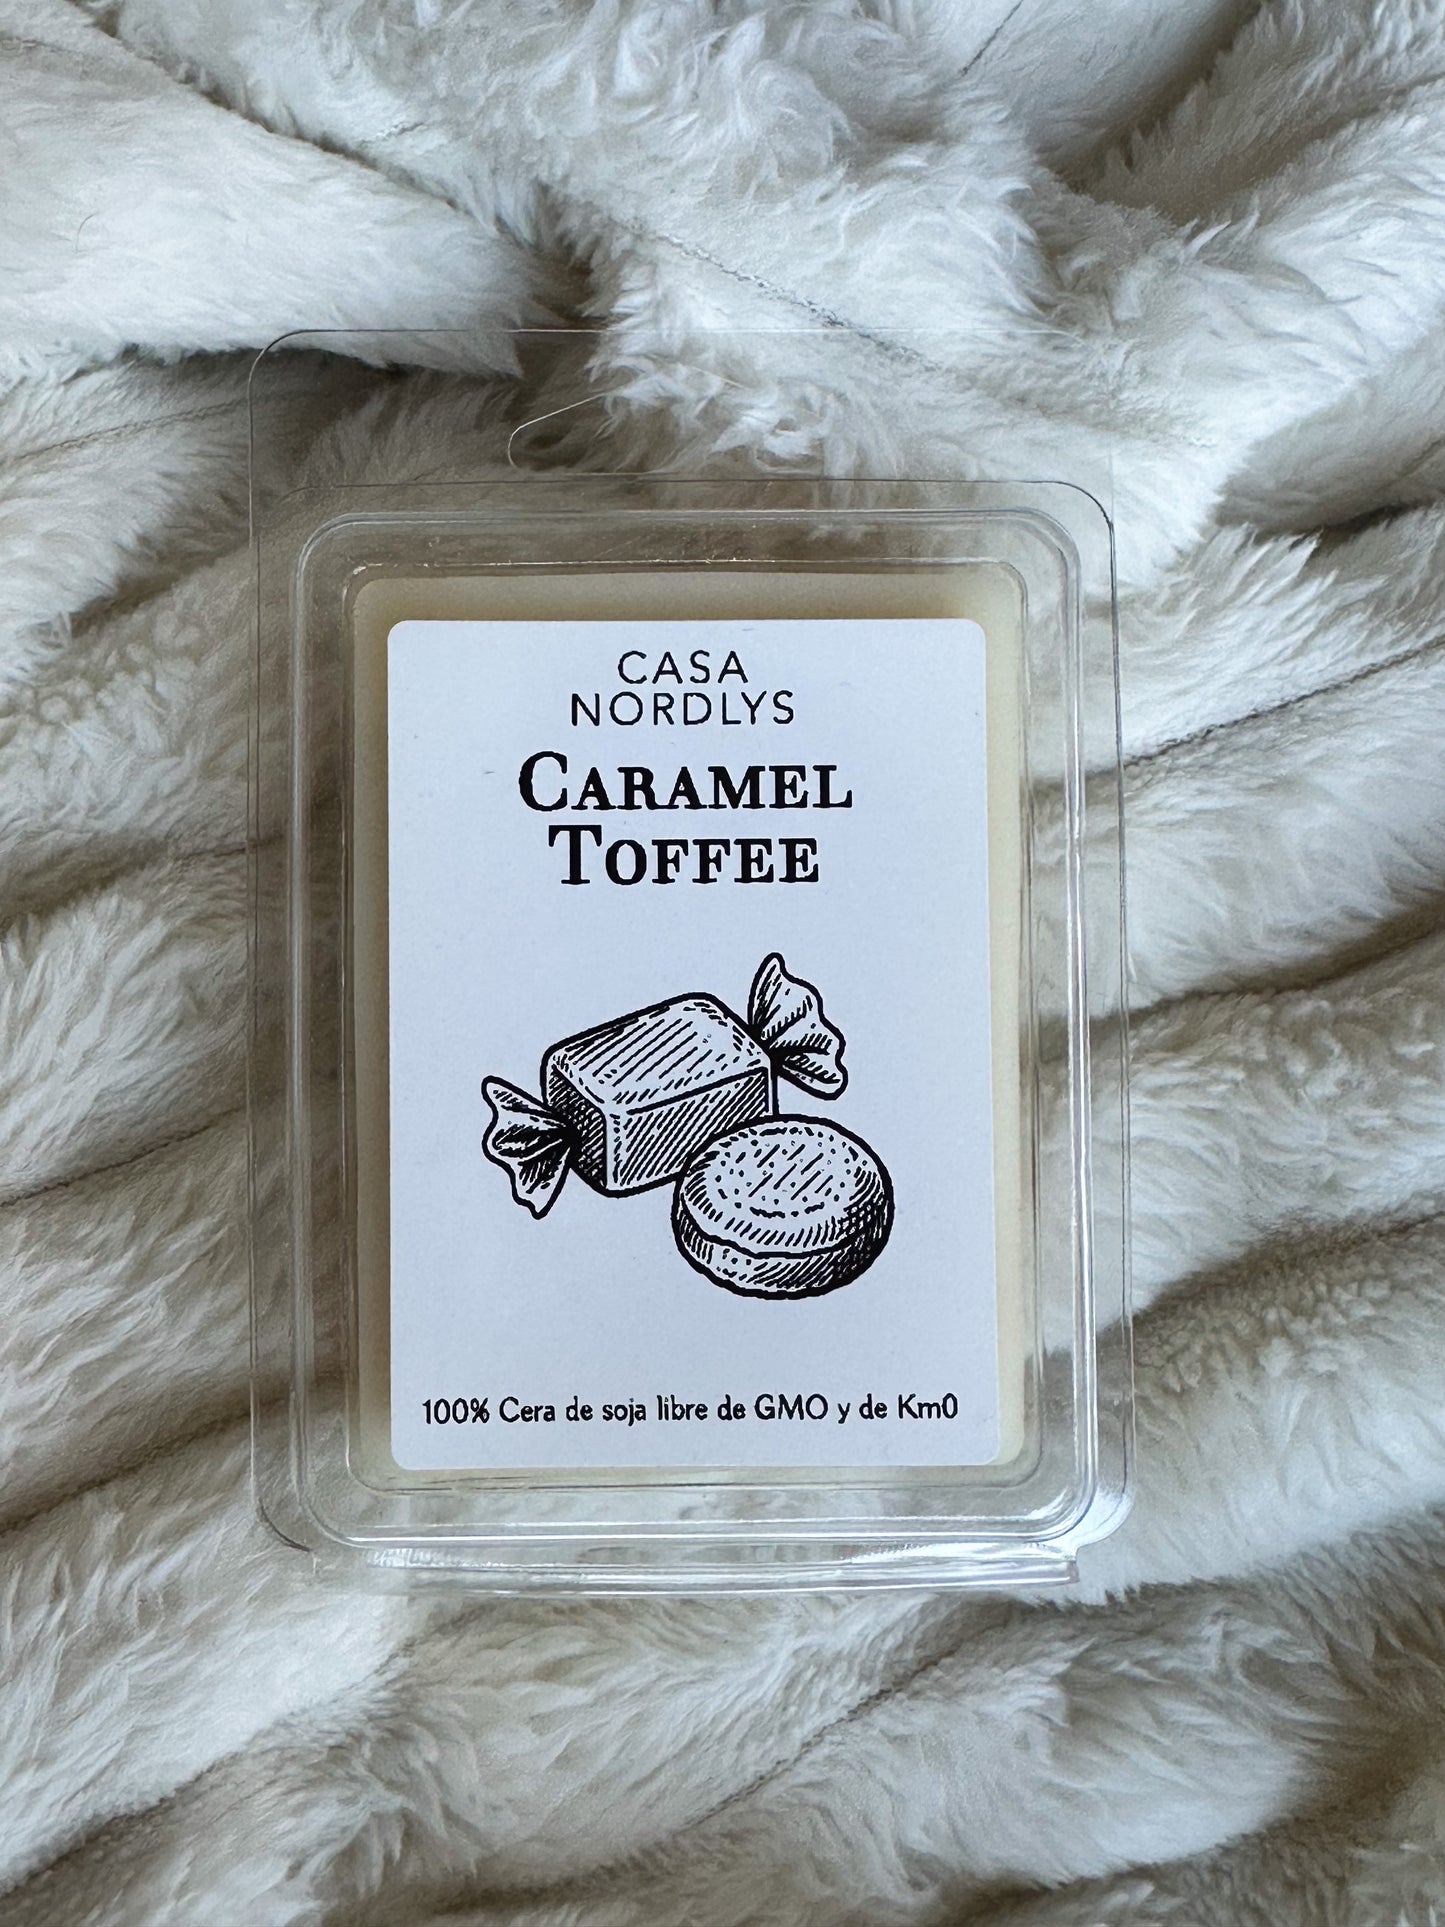 CASA
NORDLYS
CARAMEL
TOFFEE
100% Cera de soja libre de GMO y de Km0